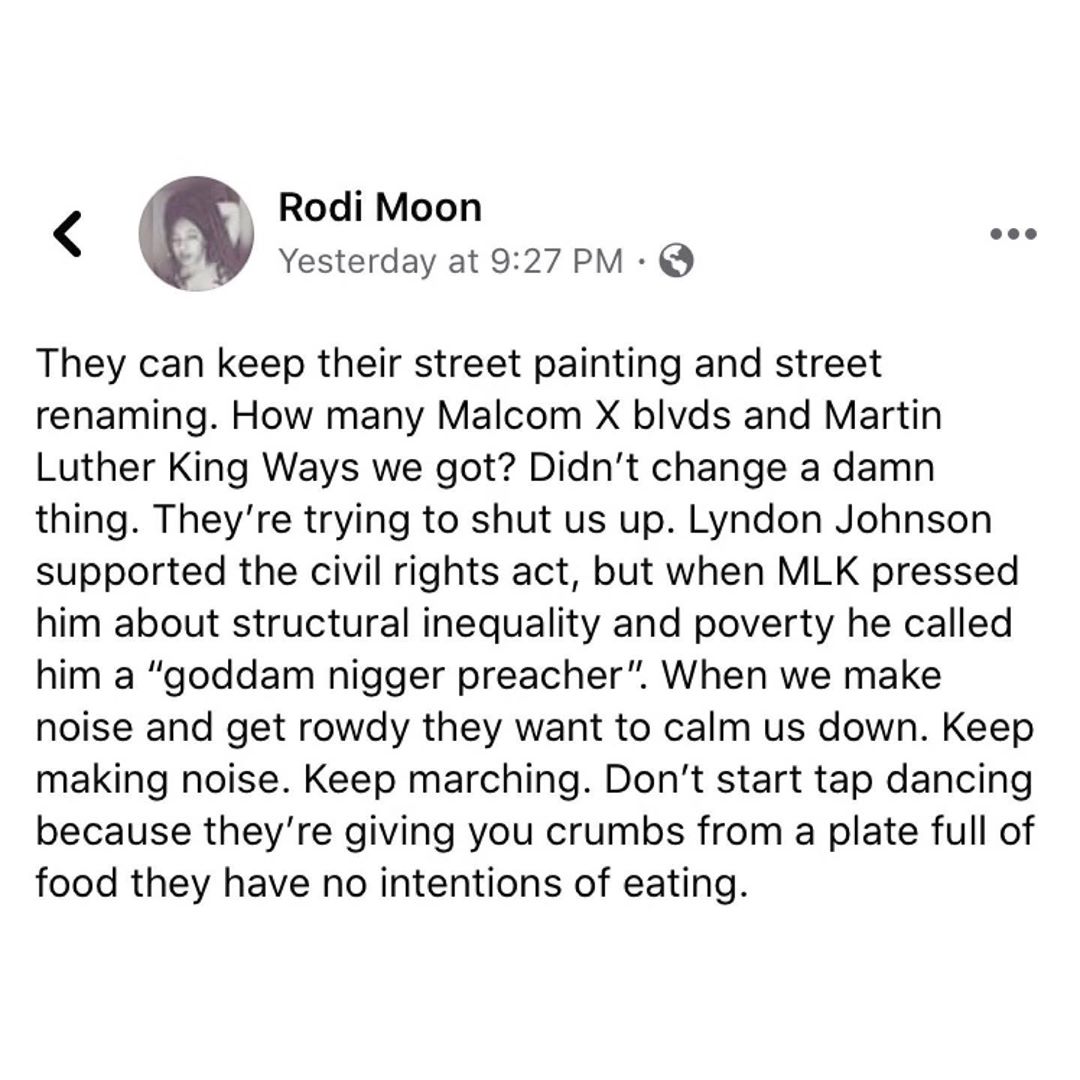 Rodi Moon
Yesterday at 9:27 PM ·
They can keep their street painting and street
renaming. How many Malcom X blvds and Martin
Luther King Ways we got? Didn’t change a damn
thing. They’re trying to shut us up. Lyndon Johnson
supported the civil rights act, but when MLK pressed
him about structural inequality and poverty he called
him a “goddam nigger preacher”. When we make
noise and get rowdy they want to calm us down. Keep
making noise. Keep marching. Don’t start tap dancing
because they’re giving you crumbs from a plate full of
food they have no intentions of eating.